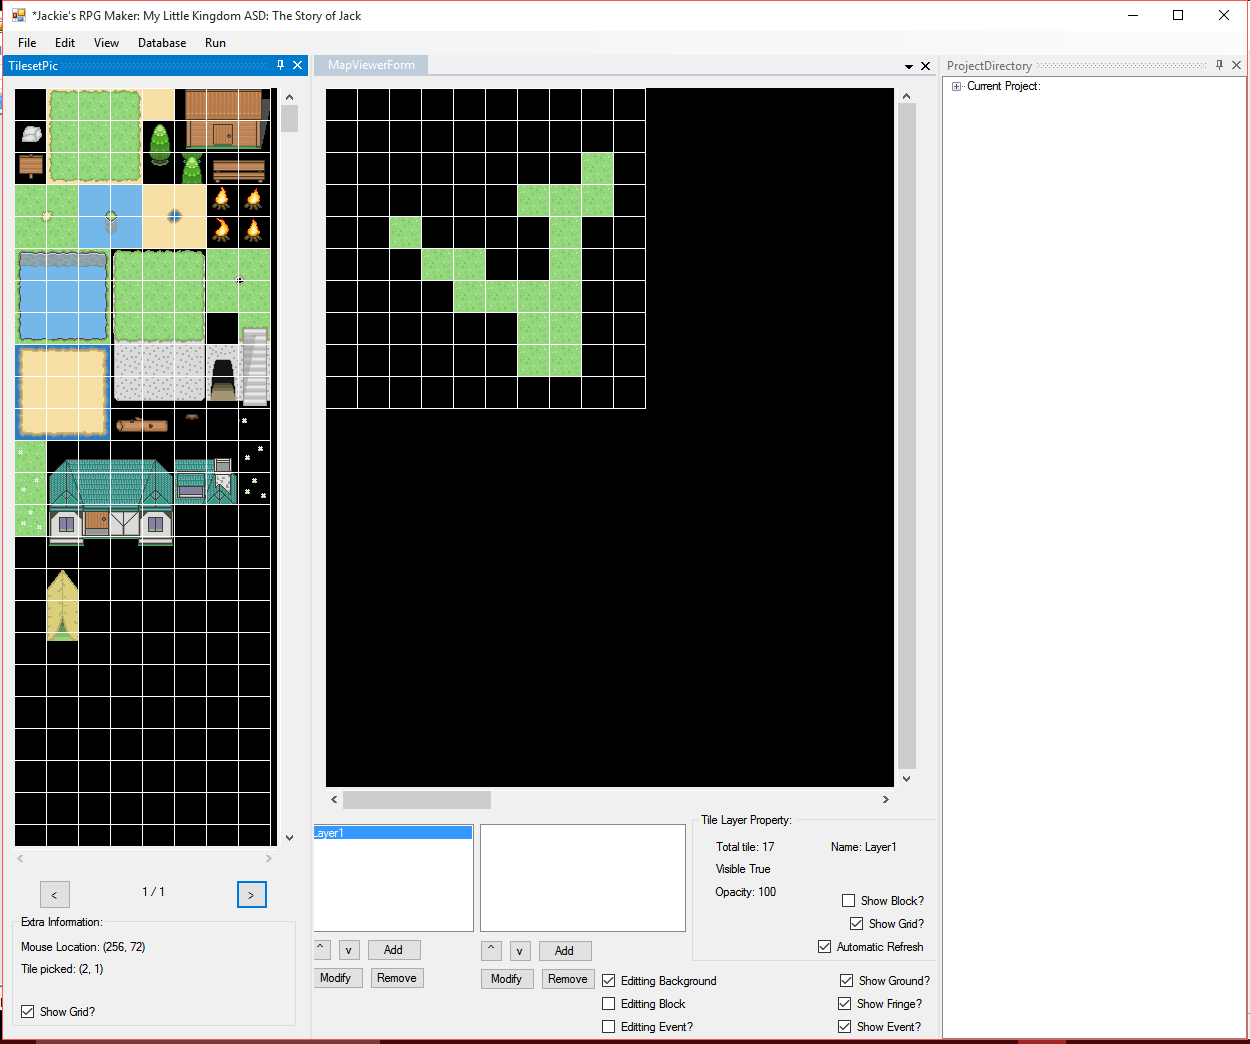 *Jackie's RPG Maker: My Little Kingdom ASD: The Story of Jack
File Edit View Database Run
TilesetPic
MapViewerForm
ProjectDirectory
Current Project:
< 1 / 1 >
Extra Information:
Mouse Location: (256, 72)
Tile picked: (2, 1)
Show Grid?
Layer1
^ v Add
Modify Remove
^ v Add
Modify Remove
Tile Layer Property:
Total tile: 17 Name: Layer1
Visible True
Opacity: 100
Show Block?
Show Grid?
Automatic Refresh
Editting Background Show Ground?
Editting Block Show Fringe?
Editting Event? Show Event?